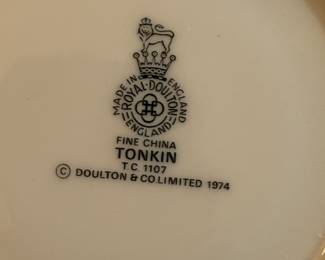 MADE IN ENGLAND
ROYAL·DOULTON
ENGLAND
FINE CHINA
TONKIN
T.C. 1107
© DOULTON & CO. LIMITED 1974